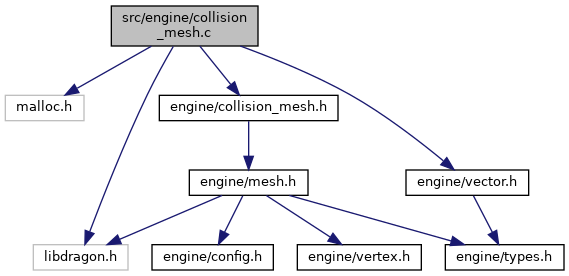 src/engine/collision
_mesh.c
malloc.h
engine/collision_mesh.h
engine/mesh.h
engine/vector.h
libdragon.h
engine/config.h
engine/vertex.h
engine/types.h